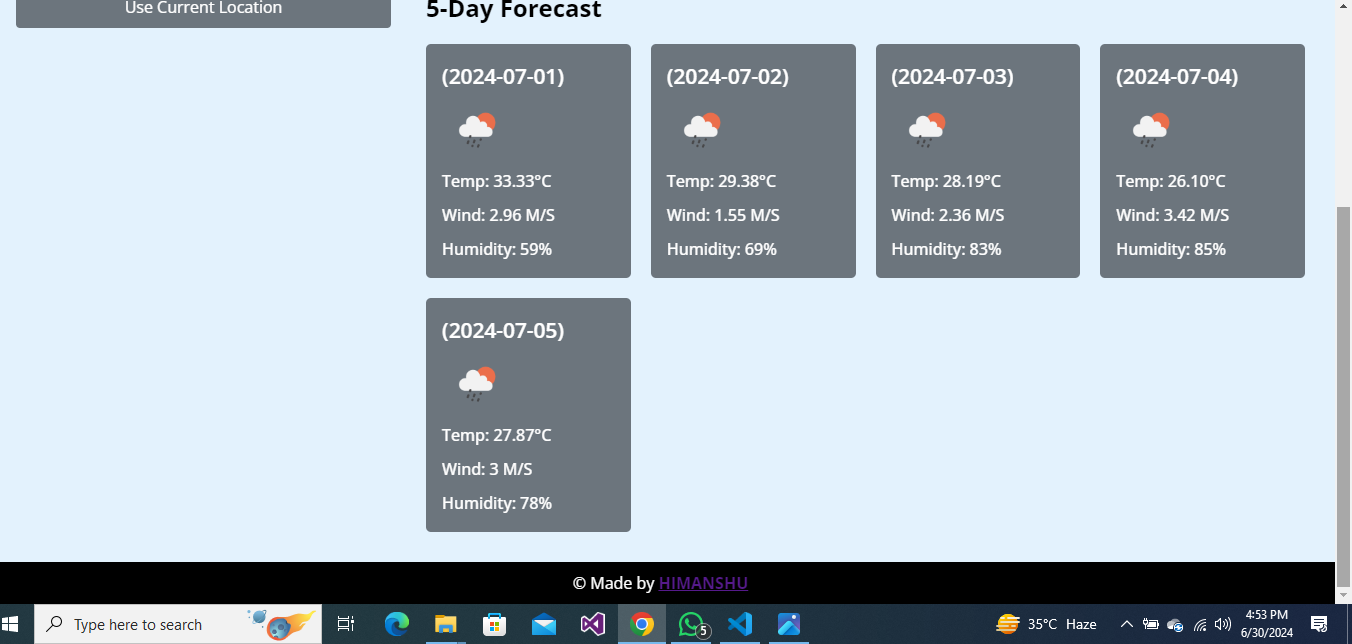 Use Current Location
5-Day Forecast
(2024-07-01)
Temp: 33.33°C
Wind: 2.96 M/S
Humidity: 59%
(2024-07-02)
Temp: 29.38°C
Wind: 1.55 M/S
Humidity: 69%
(2024-07-03)
Temp: 28.19°C
Wind: 2.36 M/S
Humidity: 83%
(2024-07-04)
Temp: 26.10°C
Wind: 3.42 M/S
Humidity: 85%
(2024-07-05)
Temp: 27.87°C
Wind: 3 M/S
Humidity: 78%
© Made by HIMANSHU
Type here to search
5
35°C Haze
4:53 PM
6/30/2024